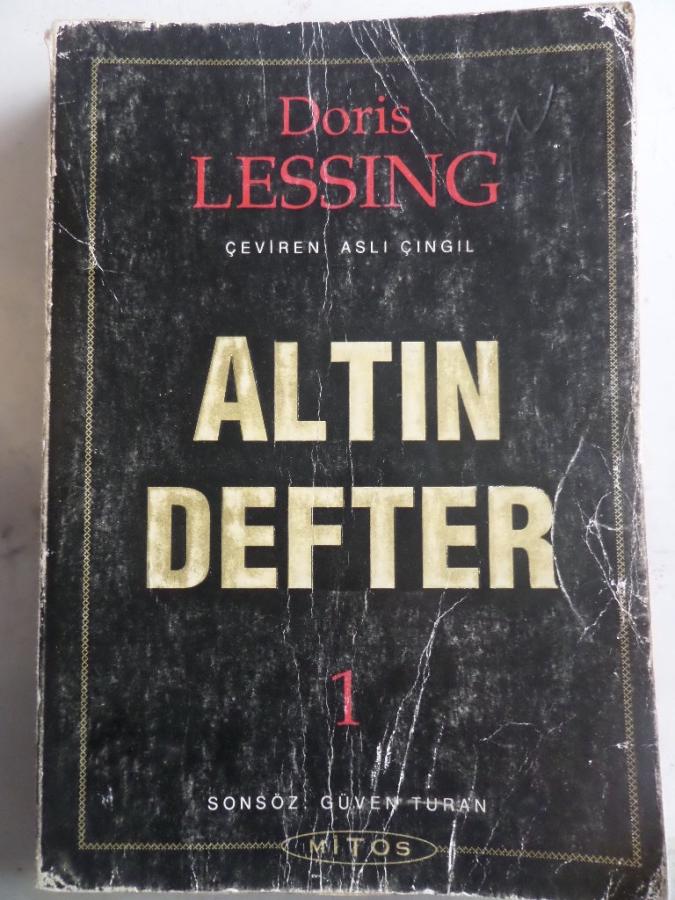 Doris
LESSING
ÇEVİREN: ASLI ÇINGIL
ALTIN
DEFTER
1
SONSÖZ: GÜVEN TURAN
MİTOS